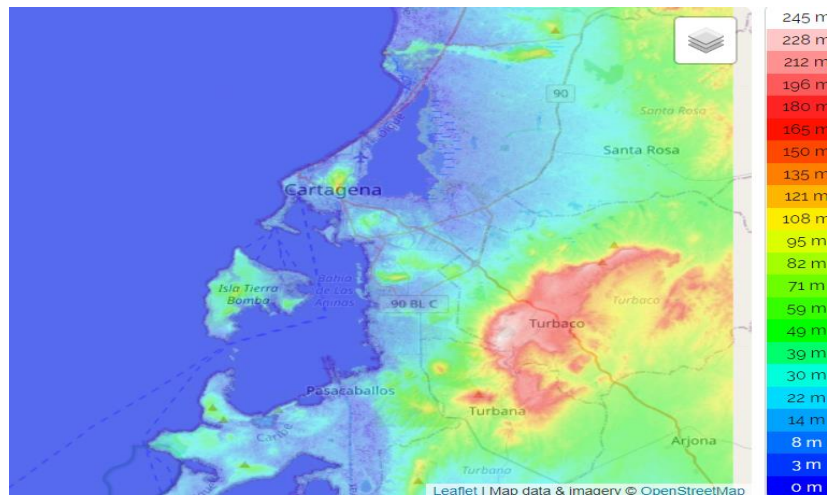 90
Santa Rosa
Santa Rosa
Cartagena
Isla Tierra
Bomba
Bahía
De Las
Ánimas
90 BL C
Turbaco
Turbaco
Pasacaballos
Turbana
Caribe
Arjona
Turbana
Leaflet | Map data & imagery © OpenStreetMap
245 m
228 m
212 m
196 m
180 m
165 m
150 m
135 m
121 m
108 m
95 m
82 m
71 m
59 m
49 m
39 m
30 m
22 m
14 m
8 m
3 m
0 m